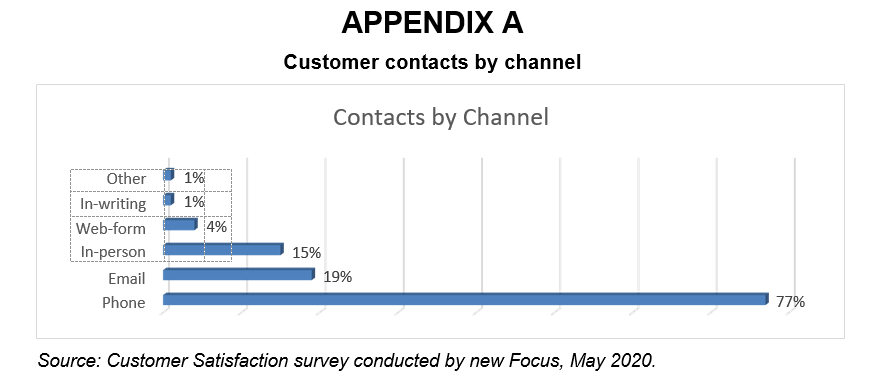 APPENDIX A
Customer contacts by channel
Contacts by Channel
Other 1%
In-writing 1%
Web-form 4%
In-person 15%
Email 19%
Phone 77%
Source: Customer Satisfaction survey conducted by new Focus, May 2020.